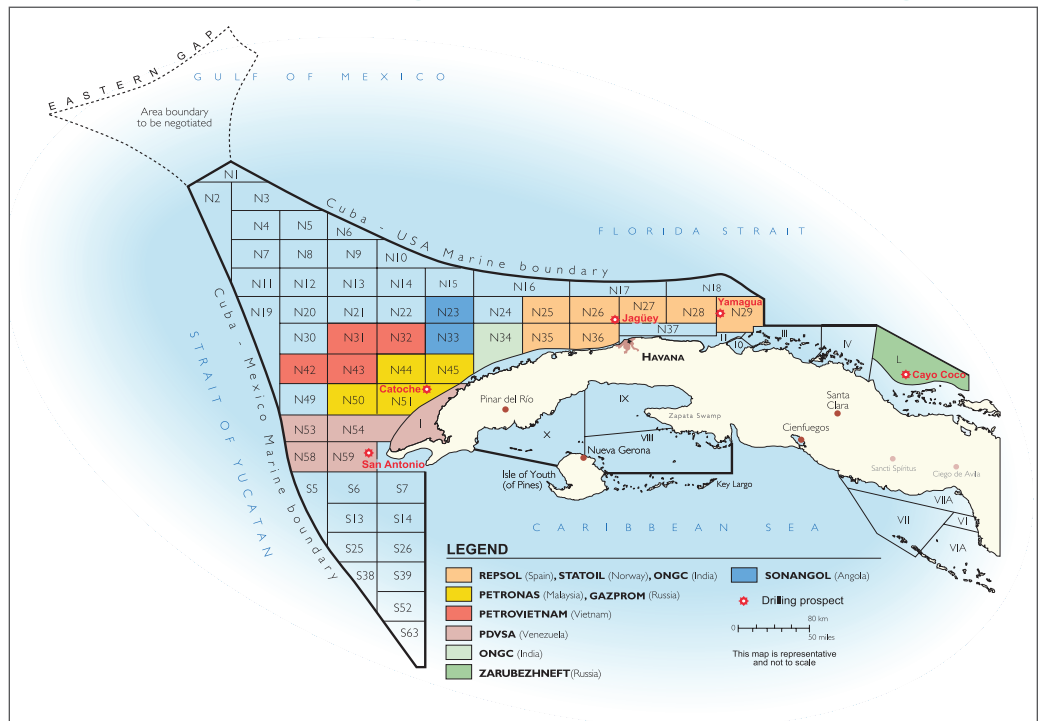 EASTERN GAP
GULF OF MEXICO
Area boundary
to be negotiated
N1
N2
N3
Cuba - USA Marine boundary
FLORIDA STRAIT
N4
N5
N6
N7
N8
N9
N10
N11
N12
N13
N14
N15
N16
N17
N18
N19
N20
N21
N22
N23
N24
N25
N26
N27
N28
N29
Yamagua
Jagüey
N30
N31
N32
N33
N34
N35
N36
N37
II
10
III
IV
HAVANA
L
Cayo Coco
N42
N43
N44
N45
Catoche
N49
N50
N51
Pinar del Río
IX
Zapata Swamp
Santa
Clara
Cienfuegos
N53
N54
I
X
VIII
N58
N59
San Antonio
Nueva Gerona
Isle of Youth
(of Pines)
Key Largo
Sancti Spíritus
Ciego de Avila
Cuba - Mexico Marine boundary
STRAIT OF YUCATAN
S5
S6
S7
S13
S14
S25
S26
S38
S39
S52
S63
VIIA
VII
VI
VIA
CARIBBEAN SEA
LEGEND
REPSOL (Spain), STATOIL (Norway), ONGC (India)
PETRONAS (Malaysia), GAZPROM (Russia)
PETROVIETNAM (Vietnam)
PDVSA (Venezuela)
ONGC (India)
ZARUBEZHNEFT (Russia)
SONANGOL (Angola)
Drilling prospect
80 km
0
50 miles
This map is representative
and not to scale